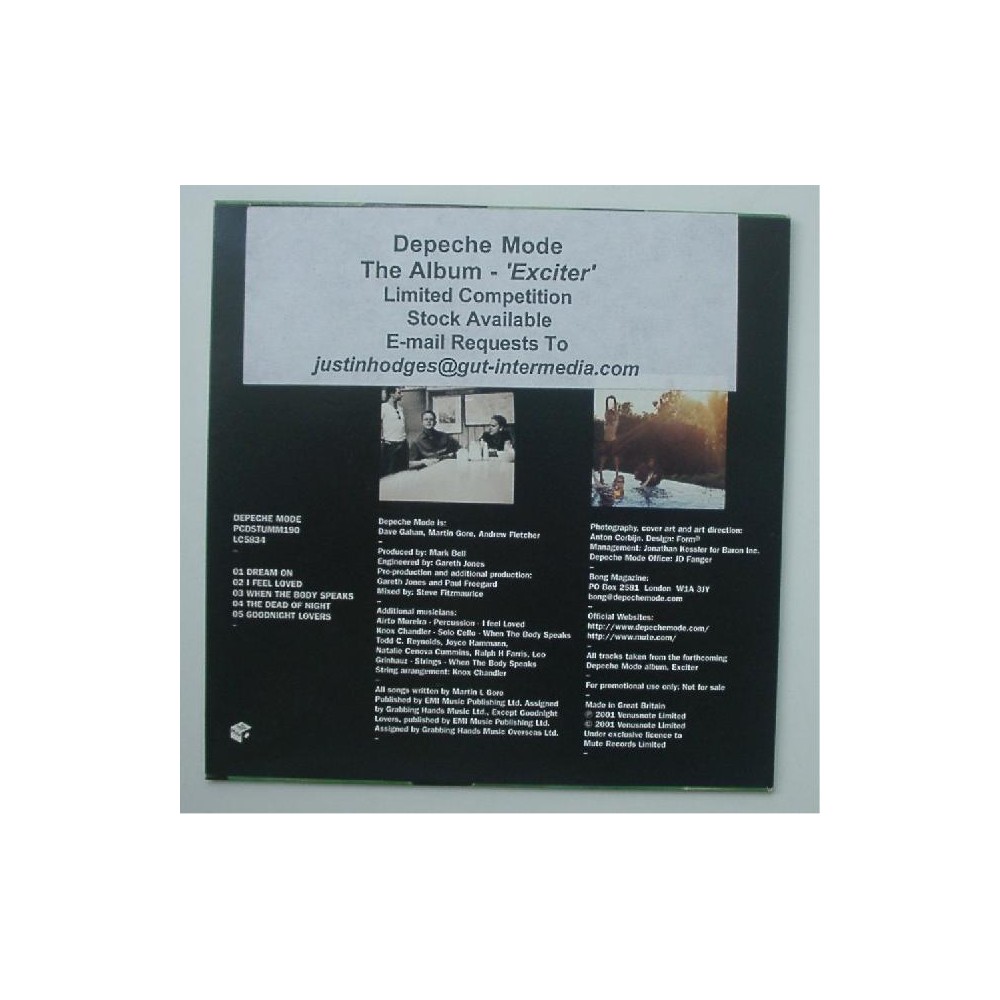 Depeche Mode
The Album - 'Exciter'
Limited Competition
Stock Available
E-mail Requests To
justinhodges@gut-intermedia.com
DEPECHE MODE
PCDSTUMM190
LC5834
–
01 DREAM ON
02 I FEEL LOVED
03 WHEN THE BODY SPEAKS
04 THE DEAD OF NIGHT
05 GOODNIGHT LOVERS
–
Depeche Mode is:
Dave Gahan, Martin Gore, Andrew Fletcher
–
Produced by: Mark Bell
Engineered by: Gareth Jones
Pre-production and additional production:
Gareth Jones and Paul Freegard
Mixed by: Steve Fitzmaurice
–
Additional musicians:
Airto Moreira - Percussion - I feel Loved
Knox Chandler - Solo Cello - When The Body Speaks
Todd C. Reynolds, Joyce Hammann,
Natalie Cenova Cummins, Ralph H Farris, Leo
Grinhauz - Strings - When The Body Speaks
String arrangement: Knox Chandler
–
All songs written by Martin L Gore
Published by EMI Music Publishing Ltd. Assigned
by Grabbing Hands Music Ltd., Except Goodnight
Lovers, published by EMI Music Publishing Ltd.
Assigned by Grabbing Hands Music Overseas Ltd.
–
Photography, cover art and art direction:
Anton Corbijn. Design: Form®
Management: Jonathan Kessler for Baron Inc.
Depeche Mode Office: JD Fanger
–
Bong Magazine:
PO Box 2581 London W1A 3JY
bong@depechemode.com
–
Official Websites:
http://www.depechemode.com/
http://www.mute.com/
–
All tracks taken from the forthcoming
Depeche Mode album, Exciter
–
For promotional use only: Not for sale
–
Made in Great Britain
℗ 2001 Venusnote Limited
© 2001 Venusnote Limited
Under exclusive licence to
Mute Records Limited
–